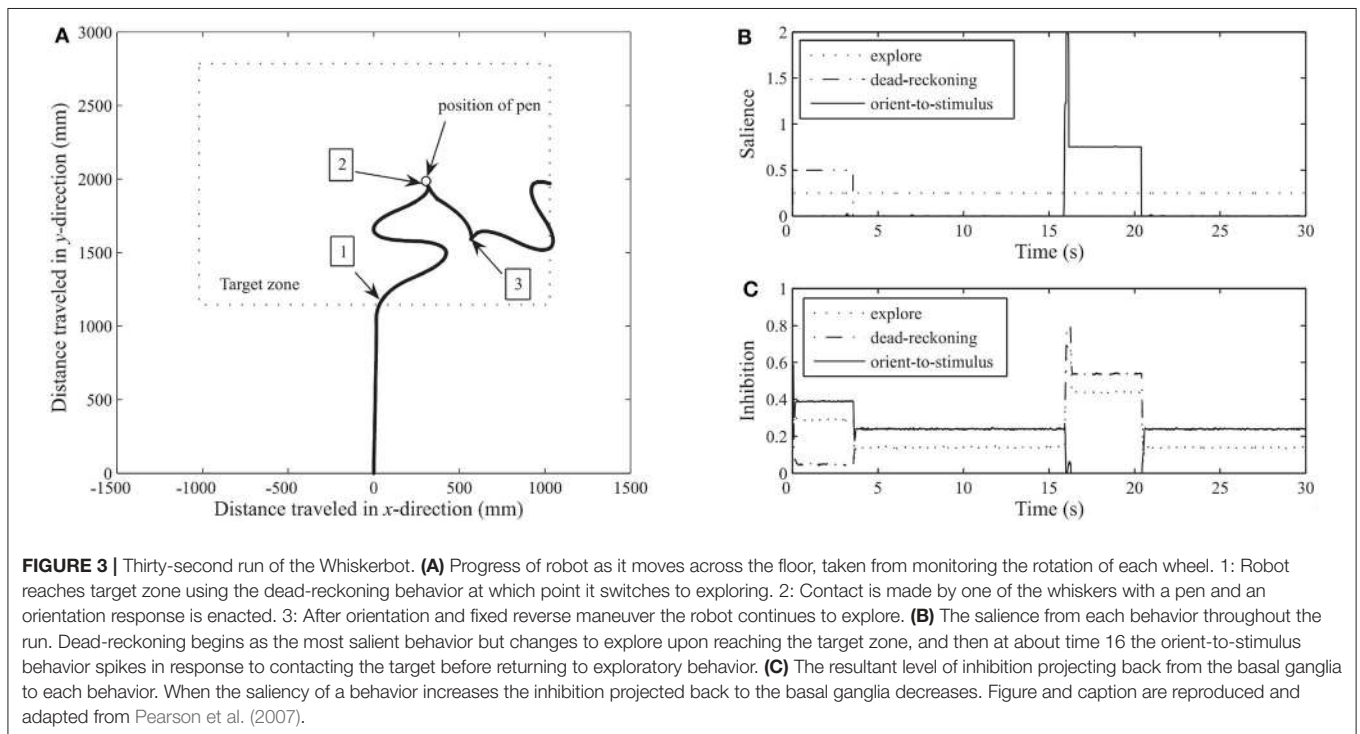 A
3000
2500
2000
1500
1000
500
0
Distance traveled in y-direction (mm)
position of pen
2
1
3
Target zone
-1500 -1000 -500 0 500 1000 1500
Distance traveled in x-direction (mm)
B
2
1.5
1
0.5
0
Salience
explore
dead-reckoning
orient-to-stimulus
0 5 10 15 20 25 30
Time (s)
C
1
0.8
0.6
0.4
0.2
0
Inhibition
explore
dead-reckoning
orient-to-stimulus
0 5 10 15 20 25 30
Time (s)
FIGURE 3 | Thirty-second run of the Whiskerbot. (A) Progress of robot as it moves across the floor, taken from monitoring the rotation of each wheel. 1: Robot
reaches target zone using the dead-reckoning behavior at which point it switches to exploring. 2: Contact is made by one of the whiskers with a pen and an
orientation response is enacted. 3: After orientation and fixed reverse maneuver the robot continues to explore. (B) The salience from each behavior throughout the
run. Dead-reckoning begins as the most salient behavior but changes to explore upon reaching the target zone, and then at about time 16 the orient-to-stimulus
behavior spikes in response to contacting the target before returning to exploratory behavior. (C) The resultant level of inhibition projecting back from the basal ganglia
to each behavior. When the saliency of a behavior increases the inhibition projected back to the basal ganglia decreases. Figure and caption are reproduced and
adapted from Pearson et al. (2007).